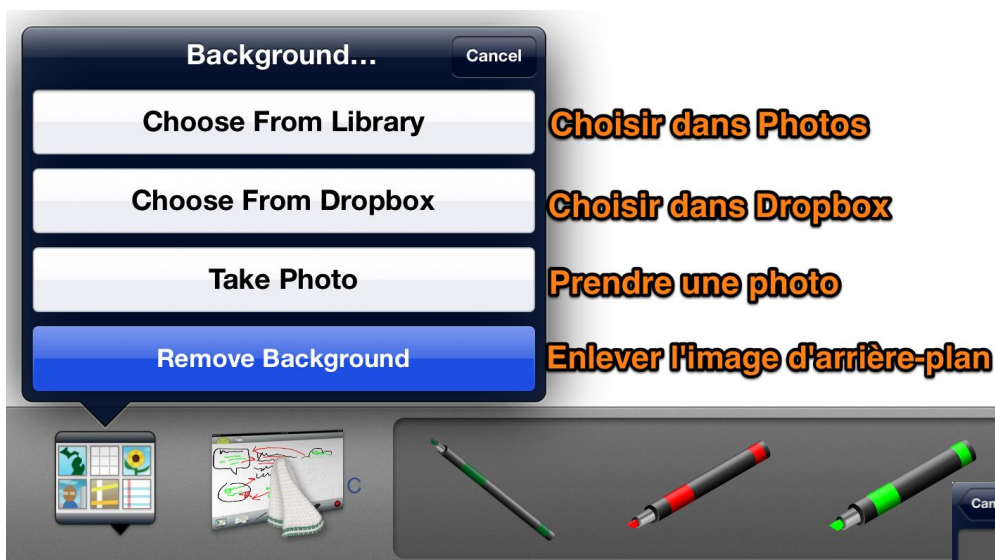 Background...
Cancel
Choose From Library
Choisir dans Photos
Choose From Dropbox
Choisir dans Dropbox
Take Photo
Prendre une photo
Remove Background
Enlever l'image d'arrière-plan
C